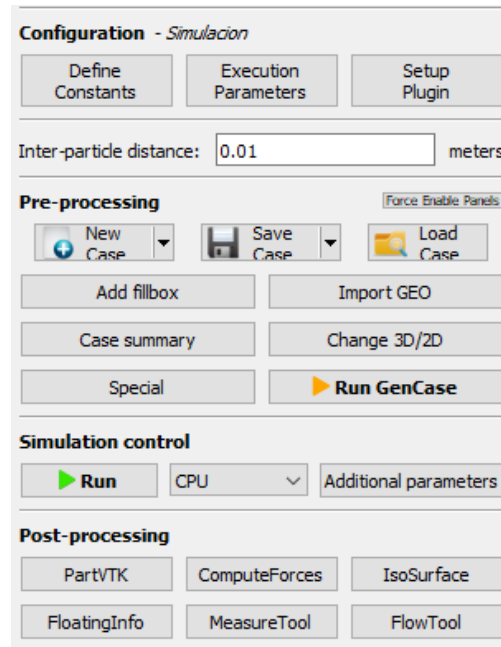 Configuration - Simulacion
Define Constants
Execution Parameters
Setup Plugin
Inter-particle distance: 0.01 meters
Pre-processing Force Enable Panels
New Case
Save Case
Load Case
Add fillbox Import GEO
Case summary Change 3D/2D
Special Run GenCase
Simulation control
Run CPU Additional parameters
Post-processing
PartVTK ComputeForces IsoSurface
FloatingInfo MeasureTool FlowTool